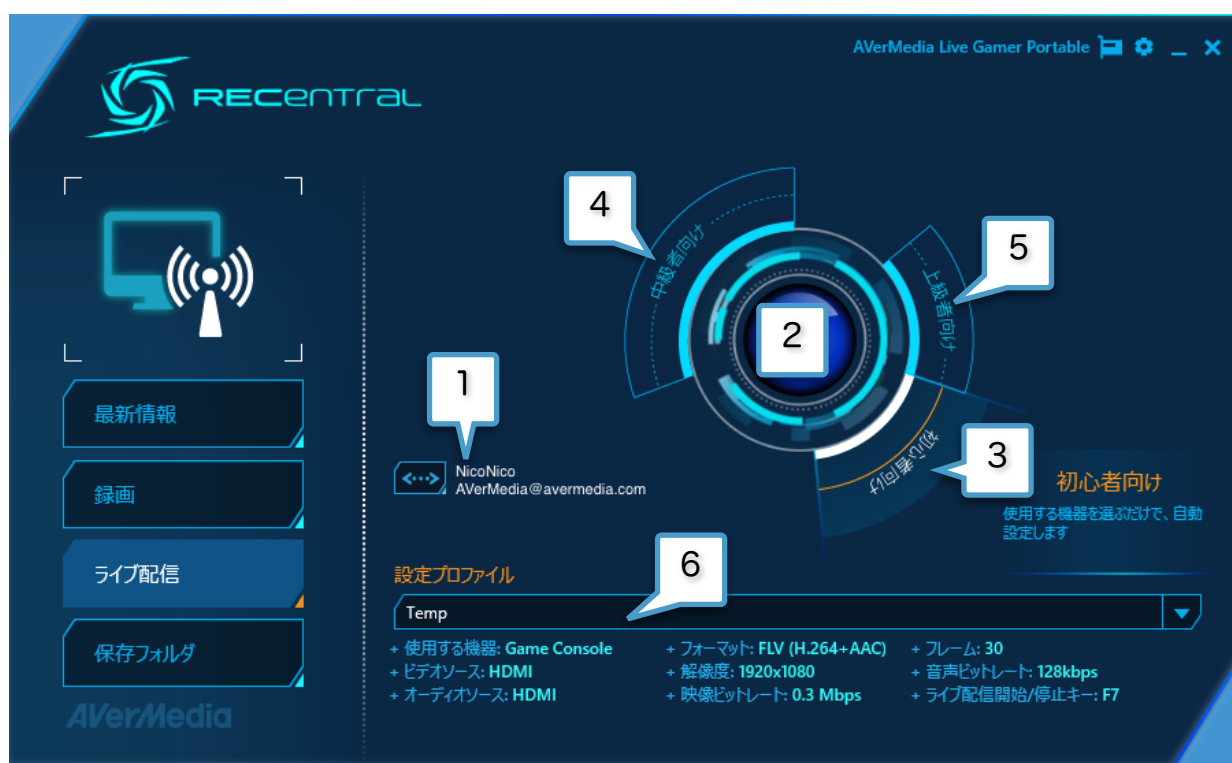 AVerMedia Live Gamer Portable
RECentral
4
中級者向け
5
上級者向け
2
1
3
初心者向け
NicoNico
AVerMedia@avermedia.com
初心者向け
使用する機器を選ぶだけで、自動
設定します
最新情報
録画
ライブ配信
保存フォルダ
AVerMedia
6
設定プロファイル
Temp
+ 使用する機器: Game Console
+ フォーマット: FLV (H.264+AAC)
+ フレーム: 30
+ ビデオソース: HDMI
+ 解像度: 1920x1080
+ 音声ビットレート: 128kbps
+ オーディオソース: HDMI
+ 映像ビットレート: 0.3 Mbps
+ ライブ配信開始/停止キー: F7